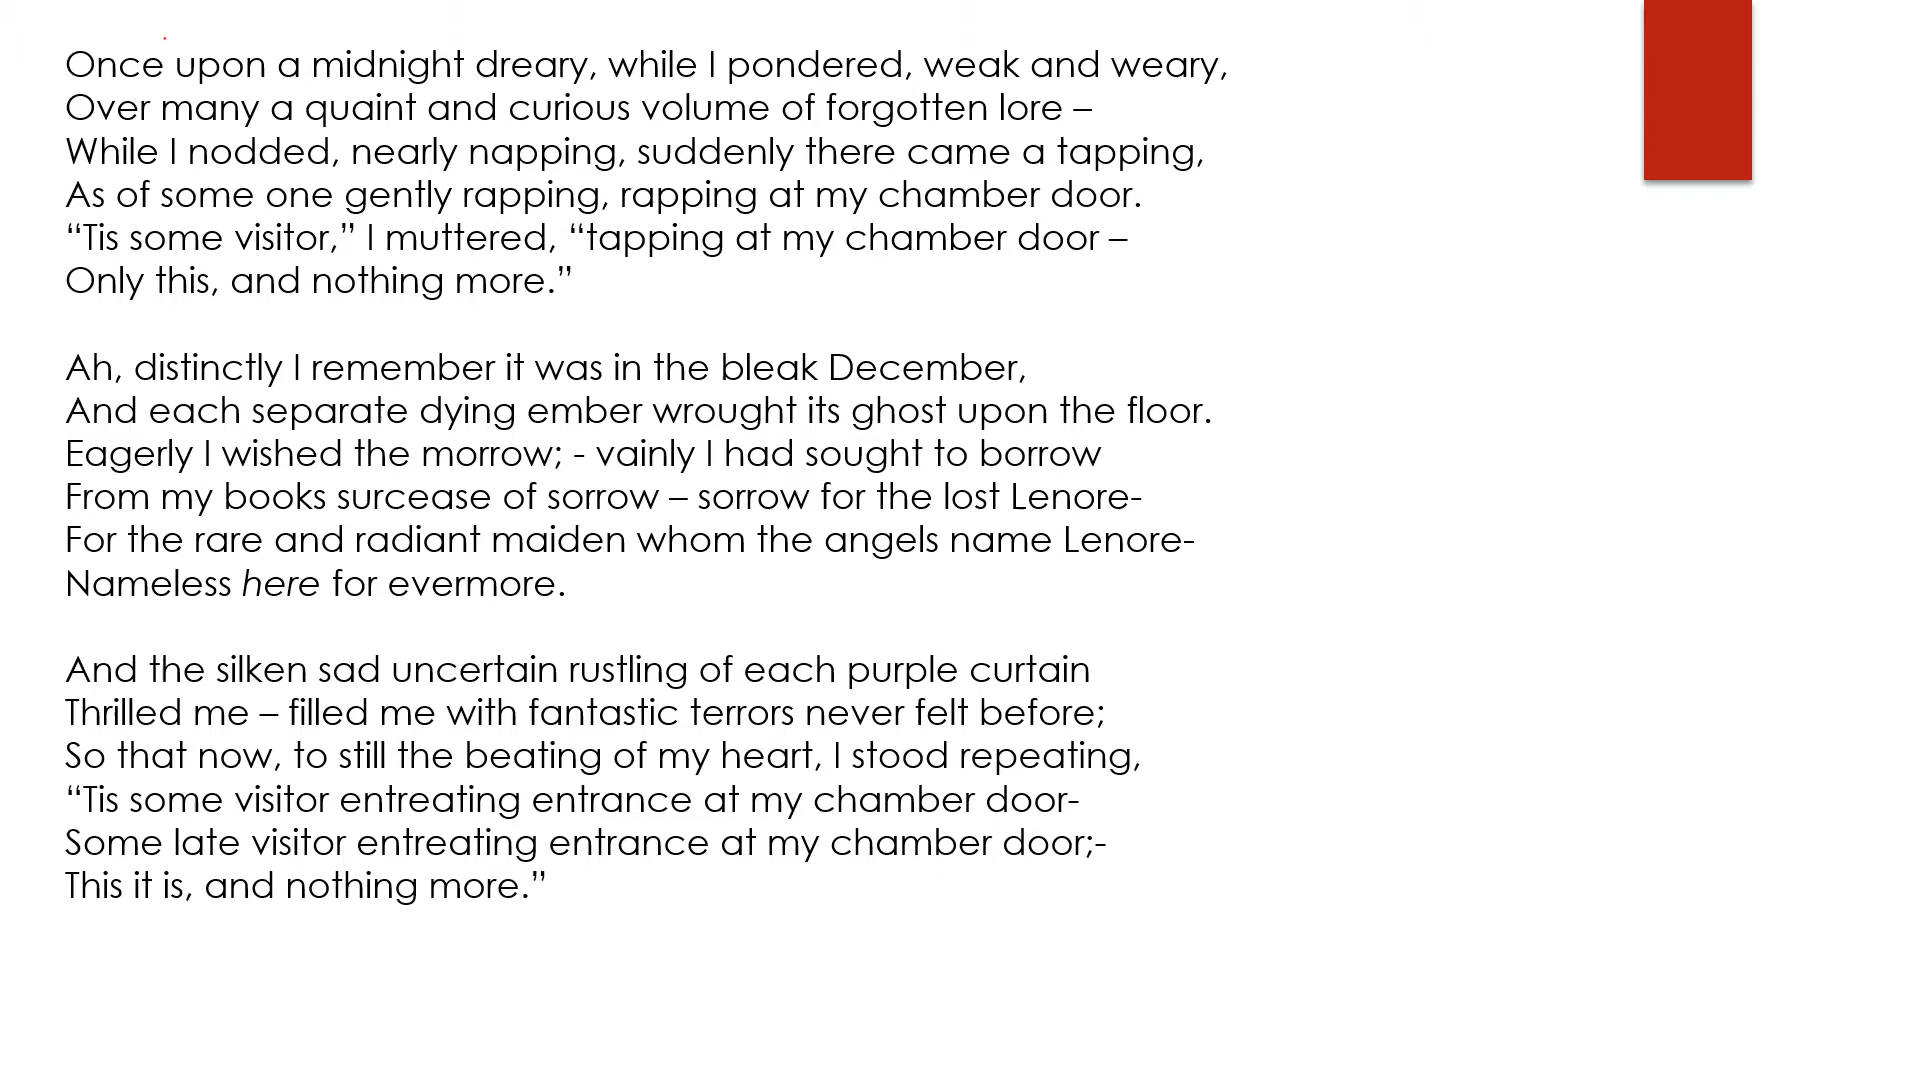 Once upon a midnight dreary, while I pondered, weak and weary,
Over many a quaint and curious volume of forgotten lore –
While I nodded, nearly napping, suddenly there came a tapping,
As of some one gently rapping, rapping at my chamber door.
“Tis some visitor,” I muttered, “tapping at my chamber door –
Only this, and nothing more.”

Ah, distinctly I remember it was in the bleak December,
And each separate dying ember wrought its ghost upon the floor.
Eagerly I wished the morrow; - vainly I had sought to borrow
From my books surcease of sorrow – sorrow for the lost Lenore-
For the rare and radiant maiden whom the angels name Lenore-
Nameless here for evermore.

And the silken sad uncertain rustling of each purple curtain
Thrilled me – filled me with fantastic terrors never felt before;
So that now, to still the beating of my heart, I stood repeating,
“Tis some visitor entreating entrance at my chamber door-
Some late visitor entreating entrance at my chamber door;-
This it is, and nothing more.”